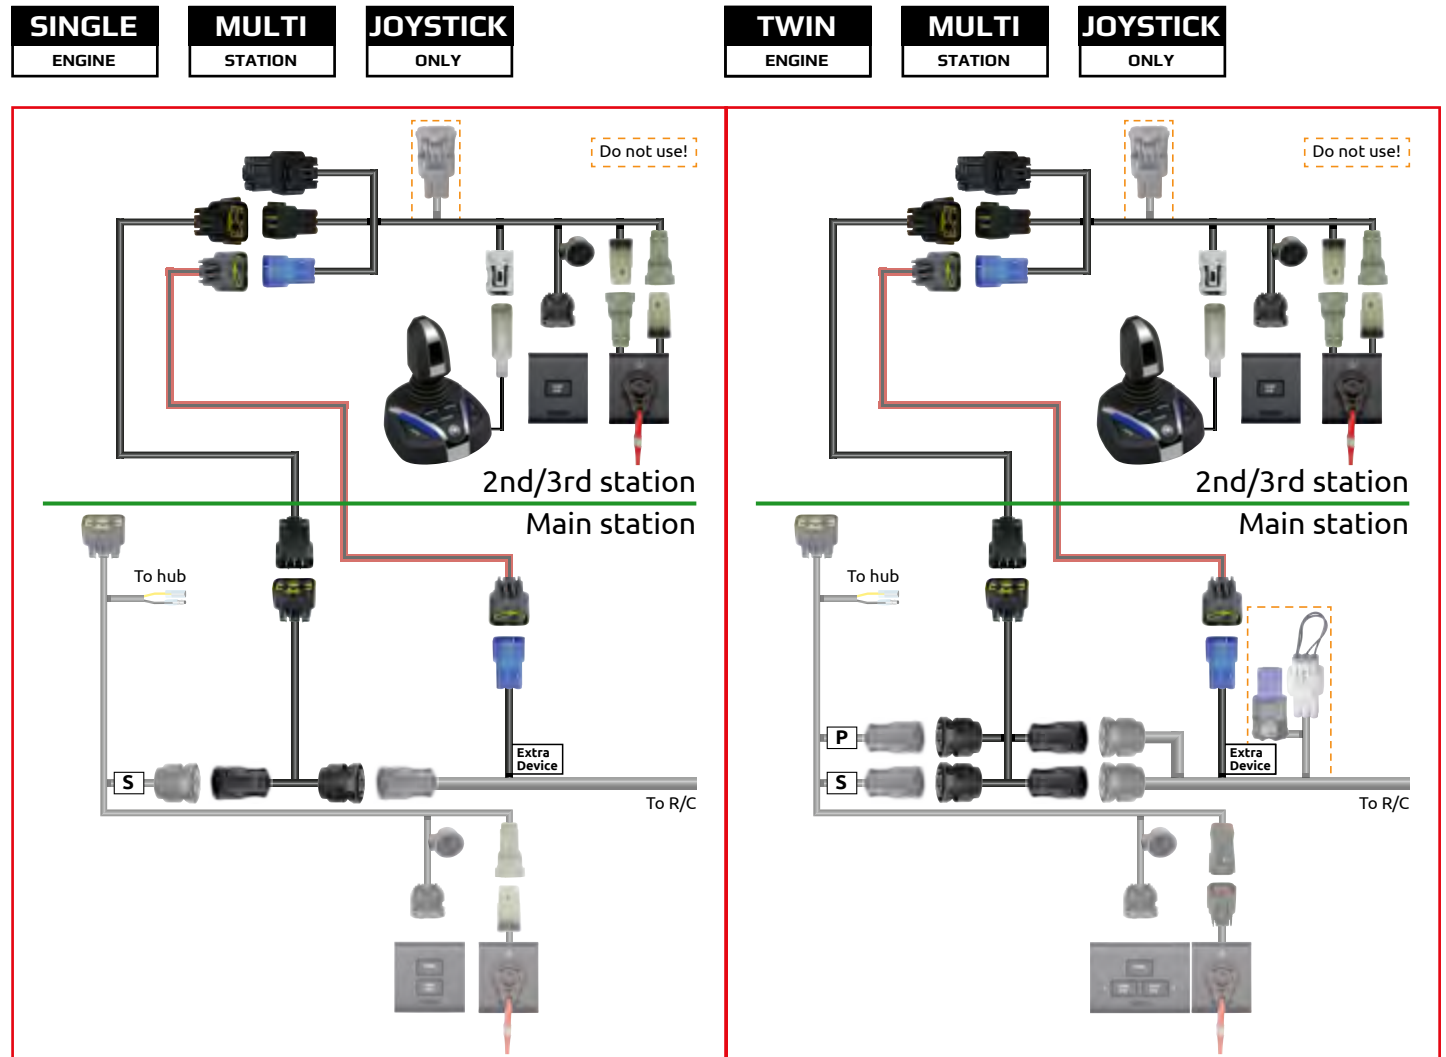 SINGLE
ENGINE
MULTI
STATION
JOYSTICK
ONLY
TWIN
ENGINE
MULTI
STATION
JOYSTICK
ONLY
Do not use!
2nd/3rd station
Main station
To hub
Extra
Device
S
To R/C
Do not use!
2nd/3rd station
Main station
To hub
P
Extra
Device
S
To R/C